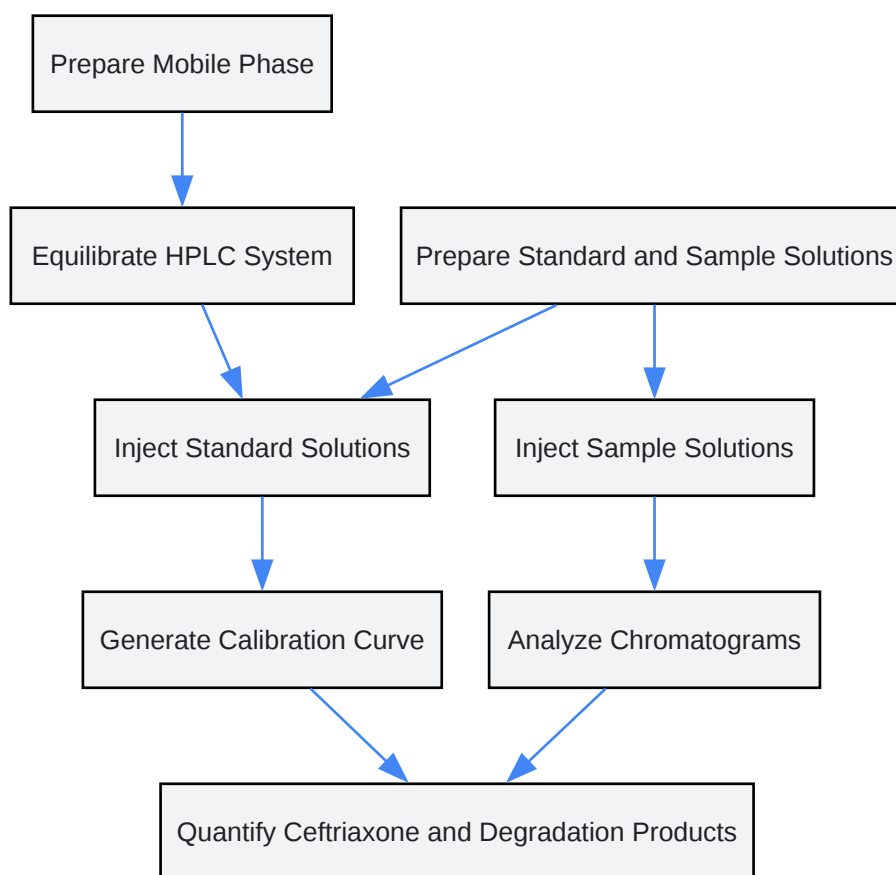 Prepare Mobile Phase
Equilibrate HPLC System
Prepare Standard and Sample Solutions
Inject Standard Solutions
Inject Sample Solutions
Generate Calibration Curve
Analyze Chromatograms
Quantify Ceftriaxone and Degradation Products